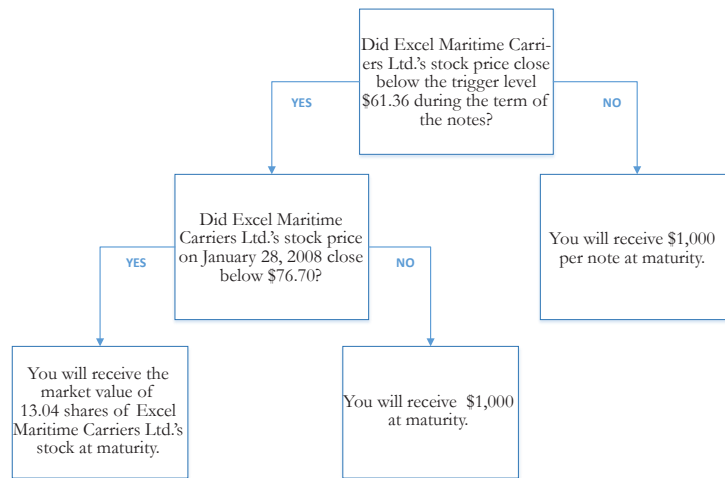 Did Excel Maritime Carri-
ers Ltd.'s stock price close
below the trigger level
$61.36 during the term of
the notes?
YES
NO
Did Excel Maritime
Carriers Ltd.'s stock price
on January 28, 2008 close
below $76.70?
You will receive $1,000
per note at maturity.
YES
NO
You will receive the
market value of
13.04 shares of Excel
Maritime Carriers Ltd.'s
stock at maturity.
You will receive $1,000
at maturity.